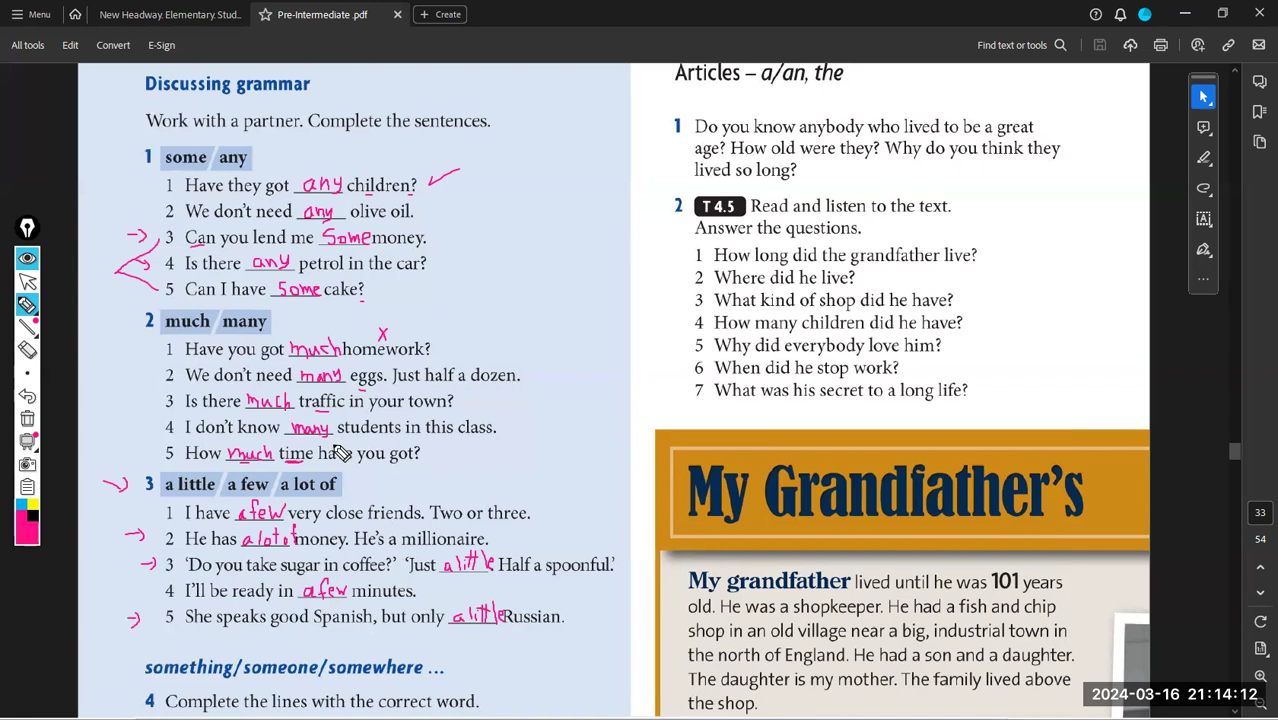 Menu
New Headway. Elementary. Stud..
Pre-Intermediate .pdf
Create
All tools Edit Convert E-Sign
Find text or tools
Discussing grammar
Work with a partner. Complete the sentences.
1 some / any
1 Have they got any children?
2 We don't need any olive oil.
3 Can you lend me Some money.
4 Is there any petrol in the car?
5 Can I have Some cake?
2 much / many
x
1 Have you got much homework?
2 We don't need many eggs. Just half a dozen.
3 Is there much traffic in your town?
4 I don't know many students in this class.
5 How much time have you got?
3 a little / a few / a lot of
1 I have a few very close friends. Two or three.
2 He has a lot of money. He's a millionaire.
3 'Do you take sugar in coffee?' 'Just a little. Half a spoonful.'
4 I'll be ready in a few minutes.
5 She speaks good Spanish, but only a little Russian.
something/someone/somewhere ...
4 Complete the lines with the correct word.
Articles – a/an, the
1 Do you know anybody who lived to be a great
age? How old were they? Why do you think they
lived so long?
2 T 4.5 Read and listen to the text.
Answer the questions.
1 How long did the grandfather live?
2 Where did he live?
3 What kind of shop did he have?
4 How many children did he have?
5 Why did everybody love him?
6 When did he stop work?
7 What was his secret to a long life?
My Grandfather's
My grandfather lived until he was 101 years
old. He was a shopkeeper. He had a fish and chip
shop in an old village near a big, industrial town in
the north of England. He had a son and a daughter.
The daughter is my mother. The family lived above
the shop.
33
54
2024-03-16 21:14:12